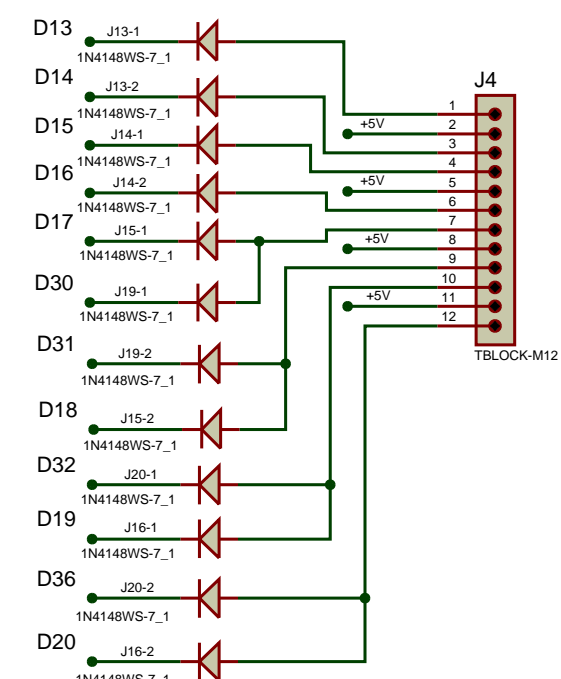 D13
J13-1
1N4148WS-7_1
D14
J13-2
1N4148WS-7_1
D15
J14-1
1N4148WS-7_1
D16
J14-2
1N4148WS-7_1
D17
J15-1
1N4148WS-7_1
D30
J19-1
1N4148WS-7_1
D31
J19-2
1N4148WS-7_1
D18
J15-2
1N4148WS-7_1
D32
J20-1
1N4148WS-7_1
D19
J16-1
1N4148WS-7_1
D36
J20-2
1N4148WS-7_1
D20
J16-2
1N4148WS-7_1
J4
1
+5V
2
3
4
+5V
5
6
7
+5V
8
9
10
+5V
11
12
TBLOCK-M12